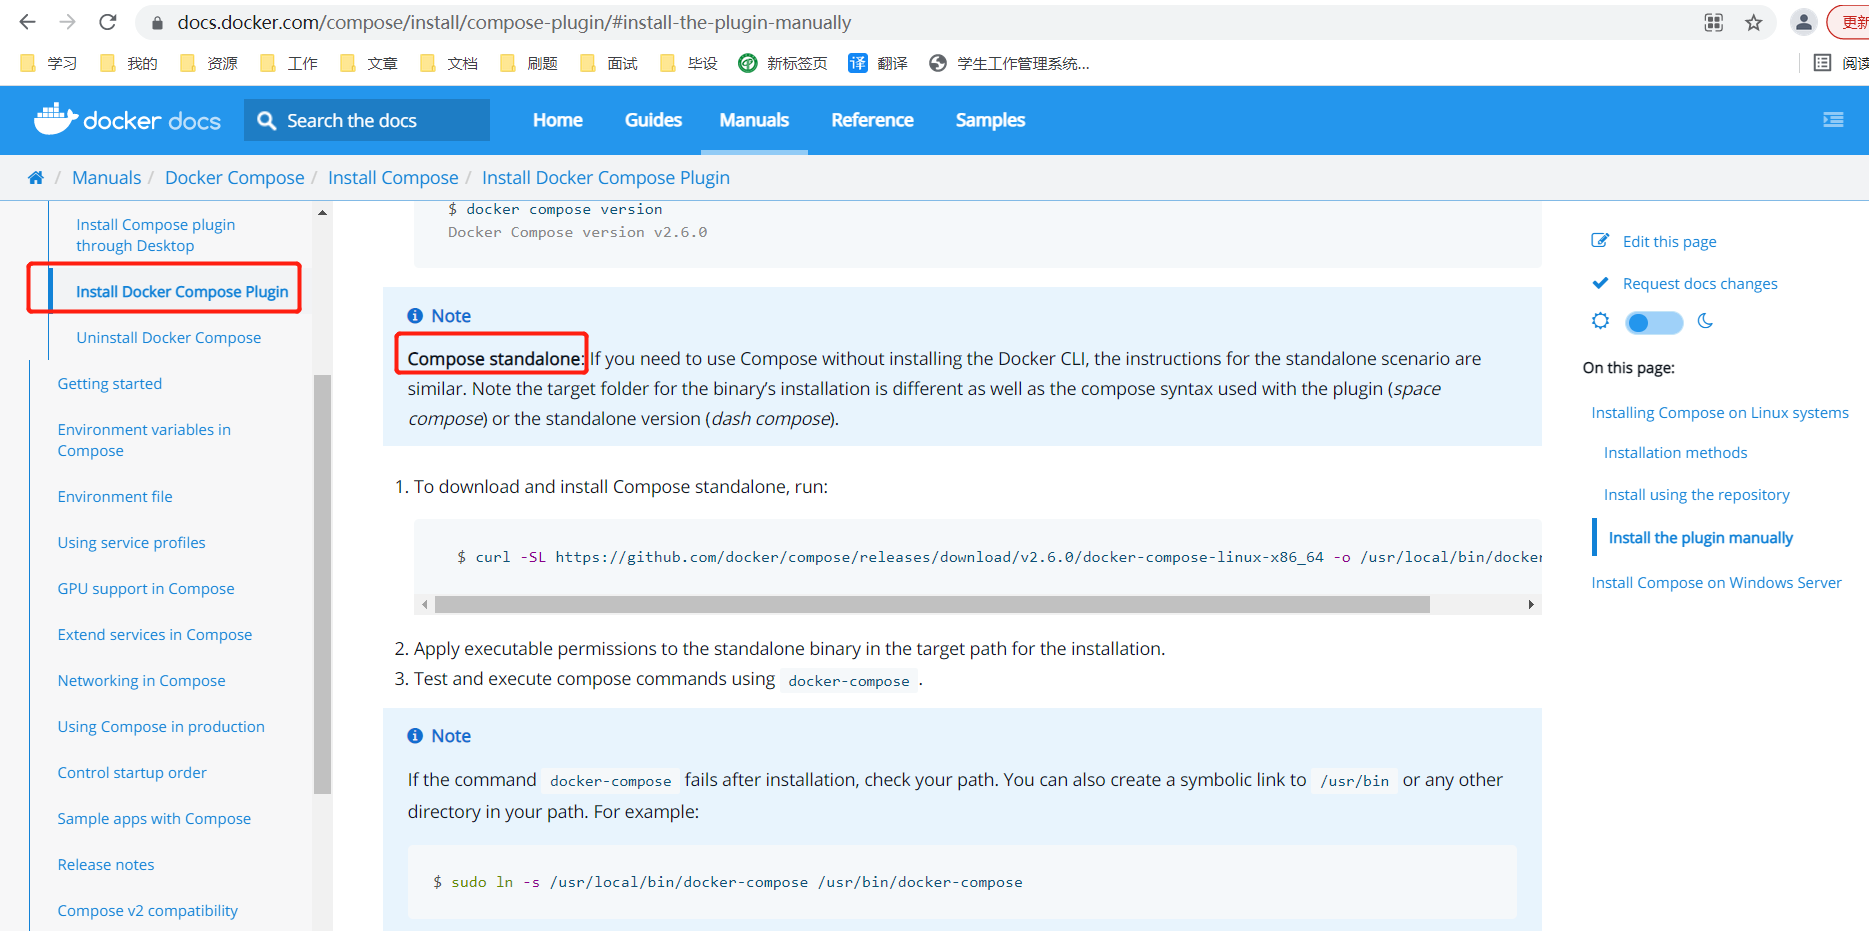 docs.docker.com/compose/install/compose-plugin/#install-the-plugin-manually
更新
学习 我的 资源 工作 文章 文档 刷题 面试 毕设 新标签页 译 翻译 学生工作管理系统... 阅读
docker docs Search the docs Home Guides Manuals Reference Samples
/ Manuals / Docker Compose / Install Compose / Install Docker Compose Plugin
Install Compose plugin
through Desktop
Install Docker Compose Plugin
Uninstall Docker Compose
Getting started
Environment variables in
Compose
Environment file
Using service profiles
GPU support in Compose
Extend services in Compose
Networking in Compose
Using Compose in production
Control startup order
Sample apps with Compose
Release notes
Compose v2 compatibility
$ docker compose version
Docker Compose version v2.6.0
Note
Compose standalone: If you need to use Compose without installing the Docker CLI, the instructions for the standalone scenario are
similar. Note the target folder for the binary’s installation is different as well as the compose syntax used with the plugin (space
compose) or the standalone version (dash compose).
1. To download and install Compose standalone, run:
$ curl -SL https://github.com/docker/compose/releases/download/v2.6.0/docker-compose-linux-x86_64 -o /usr/local/bin/docker
2. Apply executable permissions to the standalone binary in the target path for the installation.
3. Test and execute compose commands using docker-compose .
Note
If the command docker-compose fails after installation, check your path. You can also create a symbolic link to /usr/bin or any other
directory in your path. For example:
$ sudo ln -s /usr/local/bin/docker-compose /usr/bin/docker-compose
Edit this page
Request docs changes
On this page:
Installing Compose on Linux systems
Installation methods
Install using the repository
Install the plugin manually
Install Compose on Windows Server